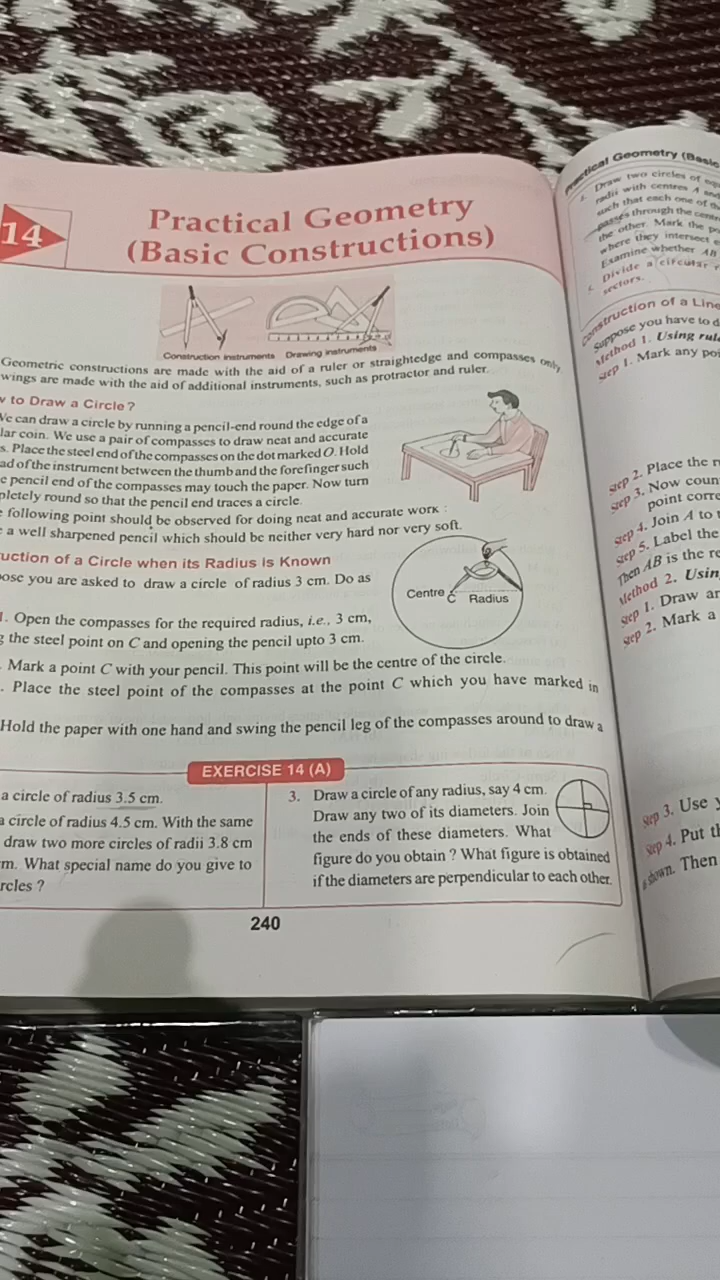 14
Practical Geometry
(Basic Constructions)
Construction instruments Drawing instruments
Geometric constructions are made with the aid of a ruler or straightedge and compasses only
wings are made with the aid of additional instruments, such as protractor and ruler.
to Draw a Circle?
We can draw a circle by running a pencil-end round the edge of a
lar coin. We use a pair of compasses to draw neat and accurate
s. Place the steel end of the compasses on the dot marked O. Hold
ad of the instrument between the thumb and the forefinger such
e pencil end of the compasses may touch the paper. Now turn
pletely round so that the pencil end traces a circle.
following point should be observed for doing neat and accurate work :
a well sharpened pencil which should be neither very hard nor very soft.
uction of a Circle when its Radius is Known
ose you are asked to draw a circle of radius 3 cm. Do as
Centre C Radius
1. Open the compasses for the required radius, i.e., 3 cm,
g the steel point on C and opening the pencil upto 3 cm.
. Mark a point C with your pencil. This point will be the centre of the circle.
. Place the steel point of the compasses at the point C which you have marked in
Hold the paper with one hand and swing the pencil leg of the compasses around to draw a
EXERCISE 14 (A)
a circle of radius 3.5 cm.
a circle of radius 4.5 cm. With the same
draw two more circles of radii 3.8 cm
m. What special name do you give to
rcles ?
3. Draw a circle of any radius, say 4 cm.
Draw any two of its diameters. Join
the ends of these diameters. What
figure do you obtain ? What figure is obtained
if the diameters are perpendicular to each other.
240
Practical Geometry (Basic
Draw two circles of
radii with centres A and
such that each one of
passes through the
the other. Mark the
where they intersect
Examine whether AB
Divide a circular
sectors.
Construction of a Line
Suppose you have to d
Method 1. Using rul
Step 1. Mark any poi
Step 2. Place the
Step 3. Now coun
point corre
Step 4. Join A to
Step 5. Label the
Then AB is the re
Method 2. Usin
Step 1. Draw an
Step 2. Mark a
Step 3. Use
Step 4. Put th
shown. Then